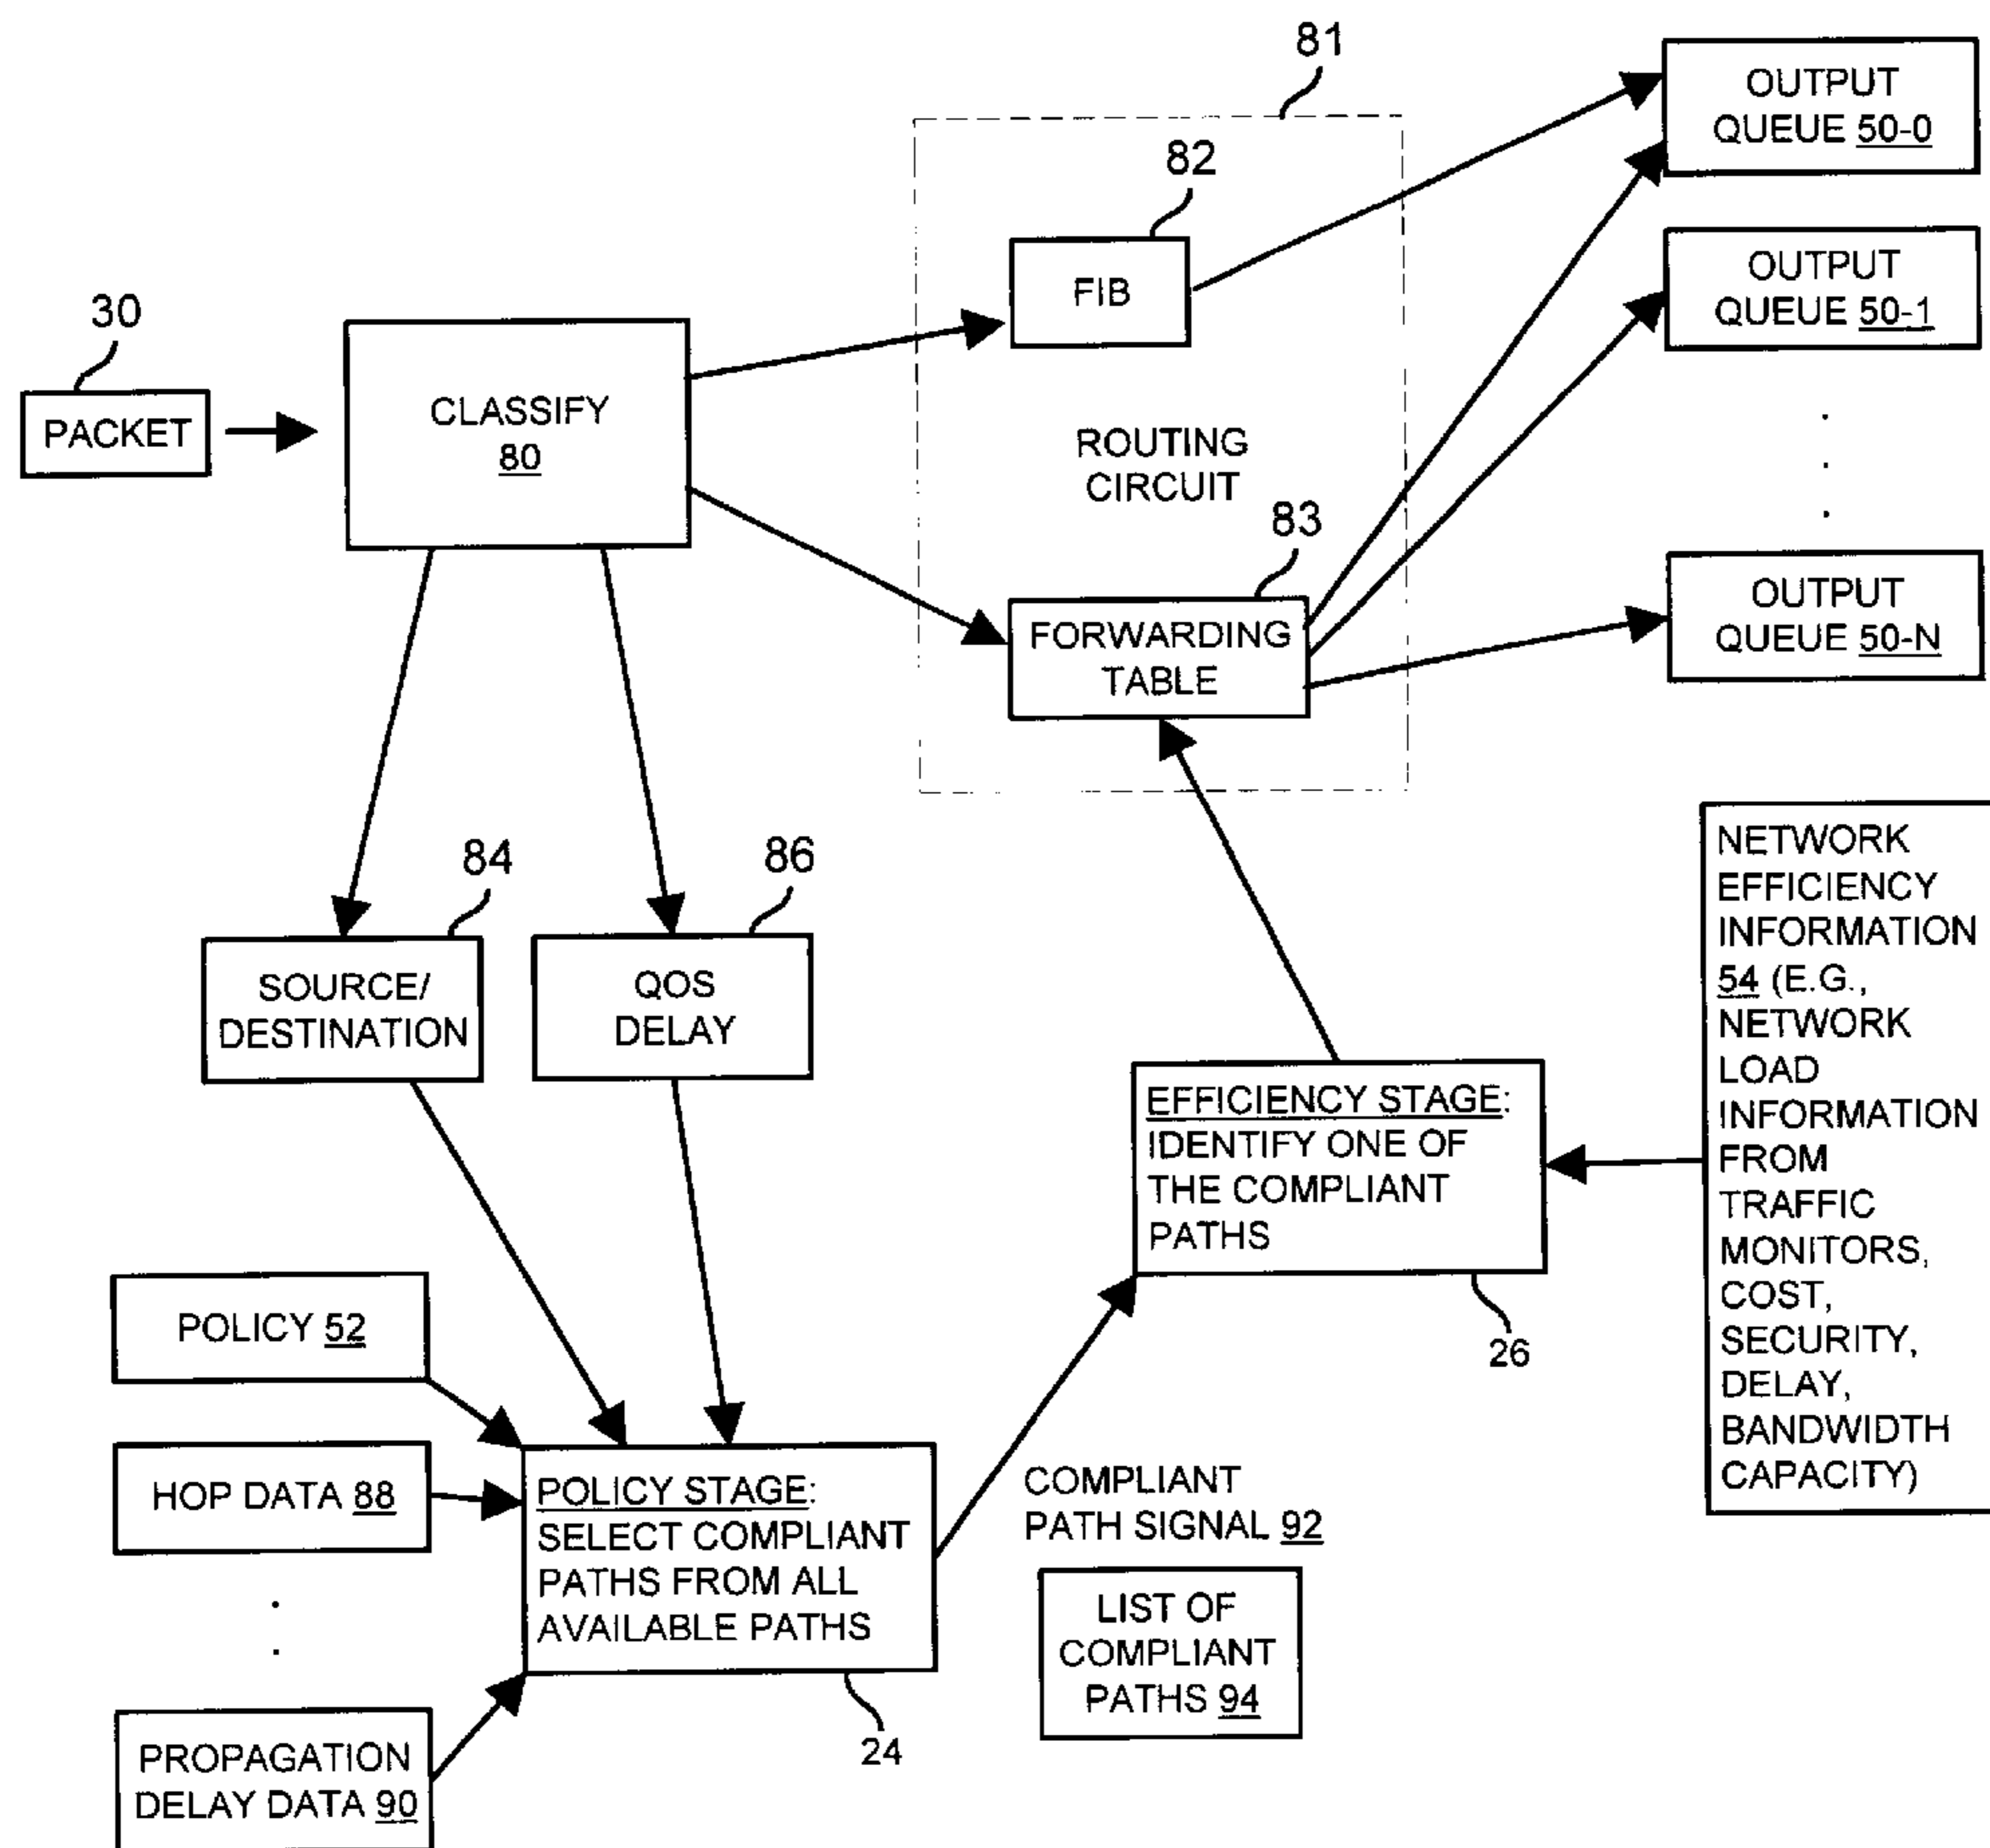 81
OUTPUT
QUEUE 50-0
82
FIB
OUTPUT
QUEUE 50-1
30
PACKET
CLASSIFY
80
ROUTING
CIRCUIT
83
FORWARDING
TABLE
OUTPUT
QUEUE 50-N
84
SOURCE/
DESTINATION
86
QOS
DELAY
NETWORK
EFFICIENCY
INFORMATION
54 (E.G.,
NETWORK
LOAD
INFORMATION
FROM
TRAFFIC
MONITORS,
COST,
SECURITY,
DELAY,
BANDWIDTH
CAPACITY)
EFFICIENCY STAGE:
IDENTIFY ONE OF
THE COMPLIANT
PATHS
26
POLICY 52
HOP DATA 88
PROPAGATION
DELAY DATA 90
POLICY STAGE:
SELECT COMPLIANT
PATHS FROM ALL
AVAILABLE PATHS
24
COMPLIANT
PATH SIGNAL 92
LIST OF
COMPLIANT
PATHS 94